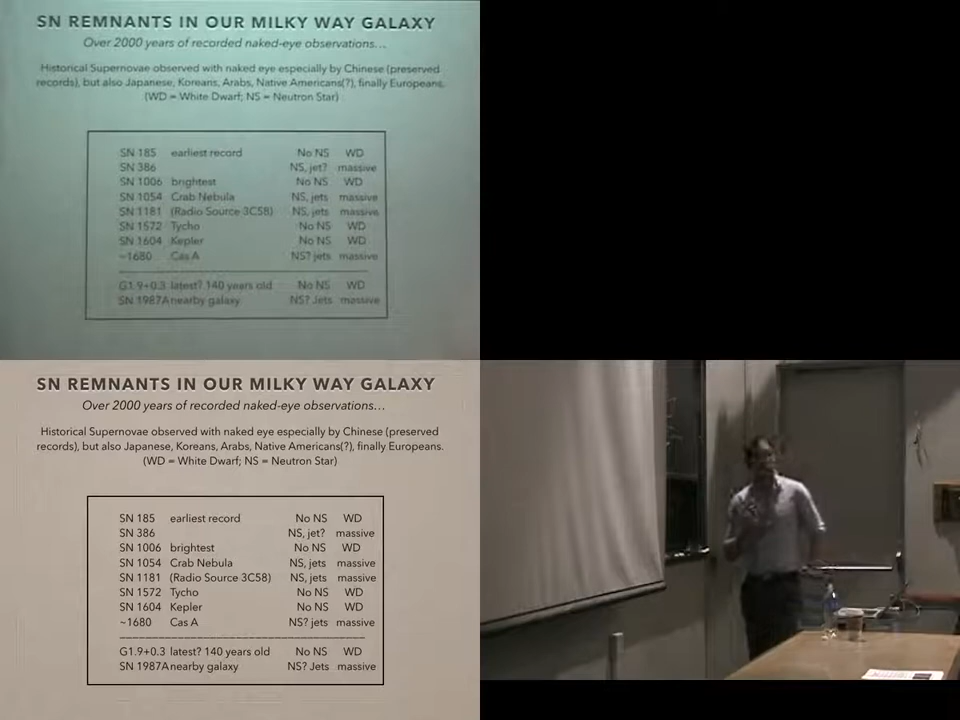 SN REMNANTS IN OUR MILKY WAY GALAXY
Over 2000 years of recorded naked-eye observations...
Historical Supernovae observed with naked eye especially by Chinese (preserved
records), but also Japanese, Koreans, Arabs, Native Americans(?), finally Europeans.
(WD = White Dwarf; NS = Neutron Star)
SN 185 earliest record No NS WD
SN 386 NS, jet? massive
SN 1006 brightest No NS WD
SN 1054 Crab Nebula NS, jets massive
SN 1181 (Radio Source 3C58) NS, jets massive
SN 1572 Tycho No NS WD
SN 1604 Kepler No NS WD
~1680 Cas A NS? jets massive
G1.9+0.3 latest? 140 years old No NS WD
SN 1987A nearby galaxy NS? Jets massive
SN REMNANTS IN OUR MILKY WAY GALAXY
Over 2000 years of recorded naked-eye observations...
Historical Supernovae observed with naked eye especially by Chinese (preserved
records), but also Japanese, Koreans, Arabs, Native Americans(?), finally Europeans.
(WD = White Dwarf; NS = Neutron Star)
SN 185 earliest record No NS WD
SN 386 NS, jet? massive
SN 1006 brightest No NS WD
SN 1054 Crab Nebula NS, jets massive
SN 1181 (Radio Source 3C58) NS, jets massive
SN 1572 Tycho No NS WD
SN 1604 Kepler No NS WD
~1680 Cas A NS? jets massive
G1.9+0.3 latest? 140 years old No NS WD
SN 1987A nearby galaxy NS? Jets massive